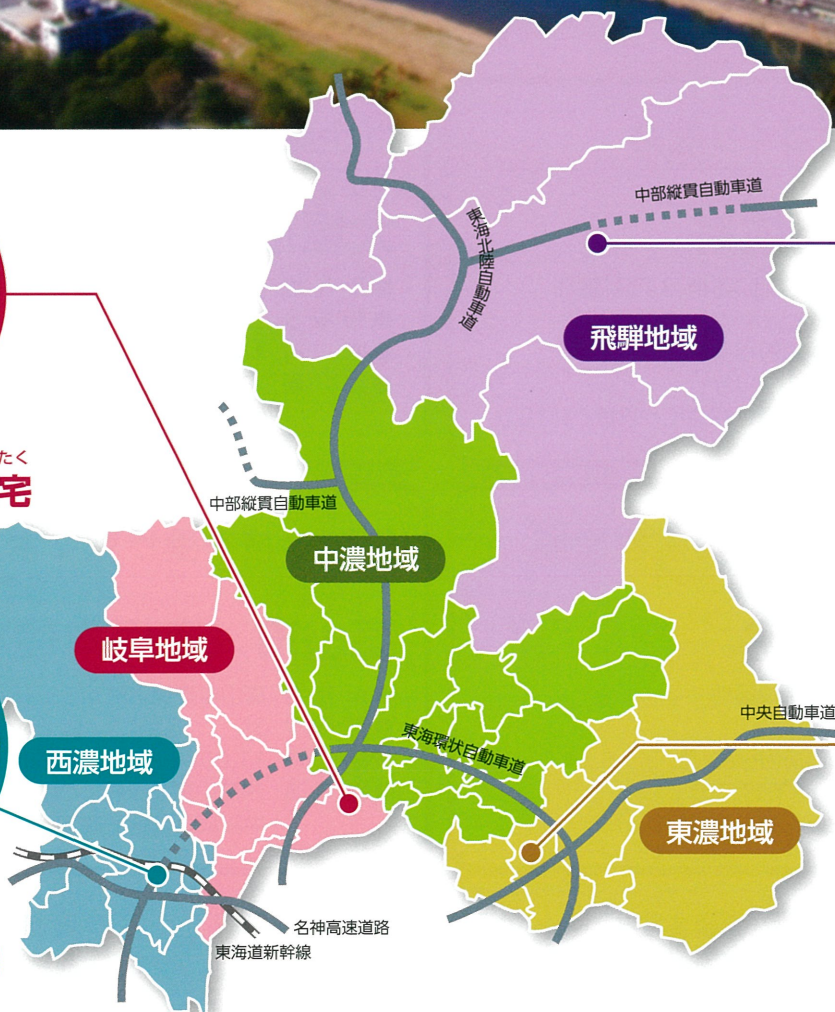 中部縦貫自動車道
東海北陸自動車道
飛騨地域
たく
宅
中部縦貫自動車道
中濃地域
岐阜地域
中央自動車道
東海環状自動車道
西濃地域
東濃地域
名神高速道路
東海道新幹線